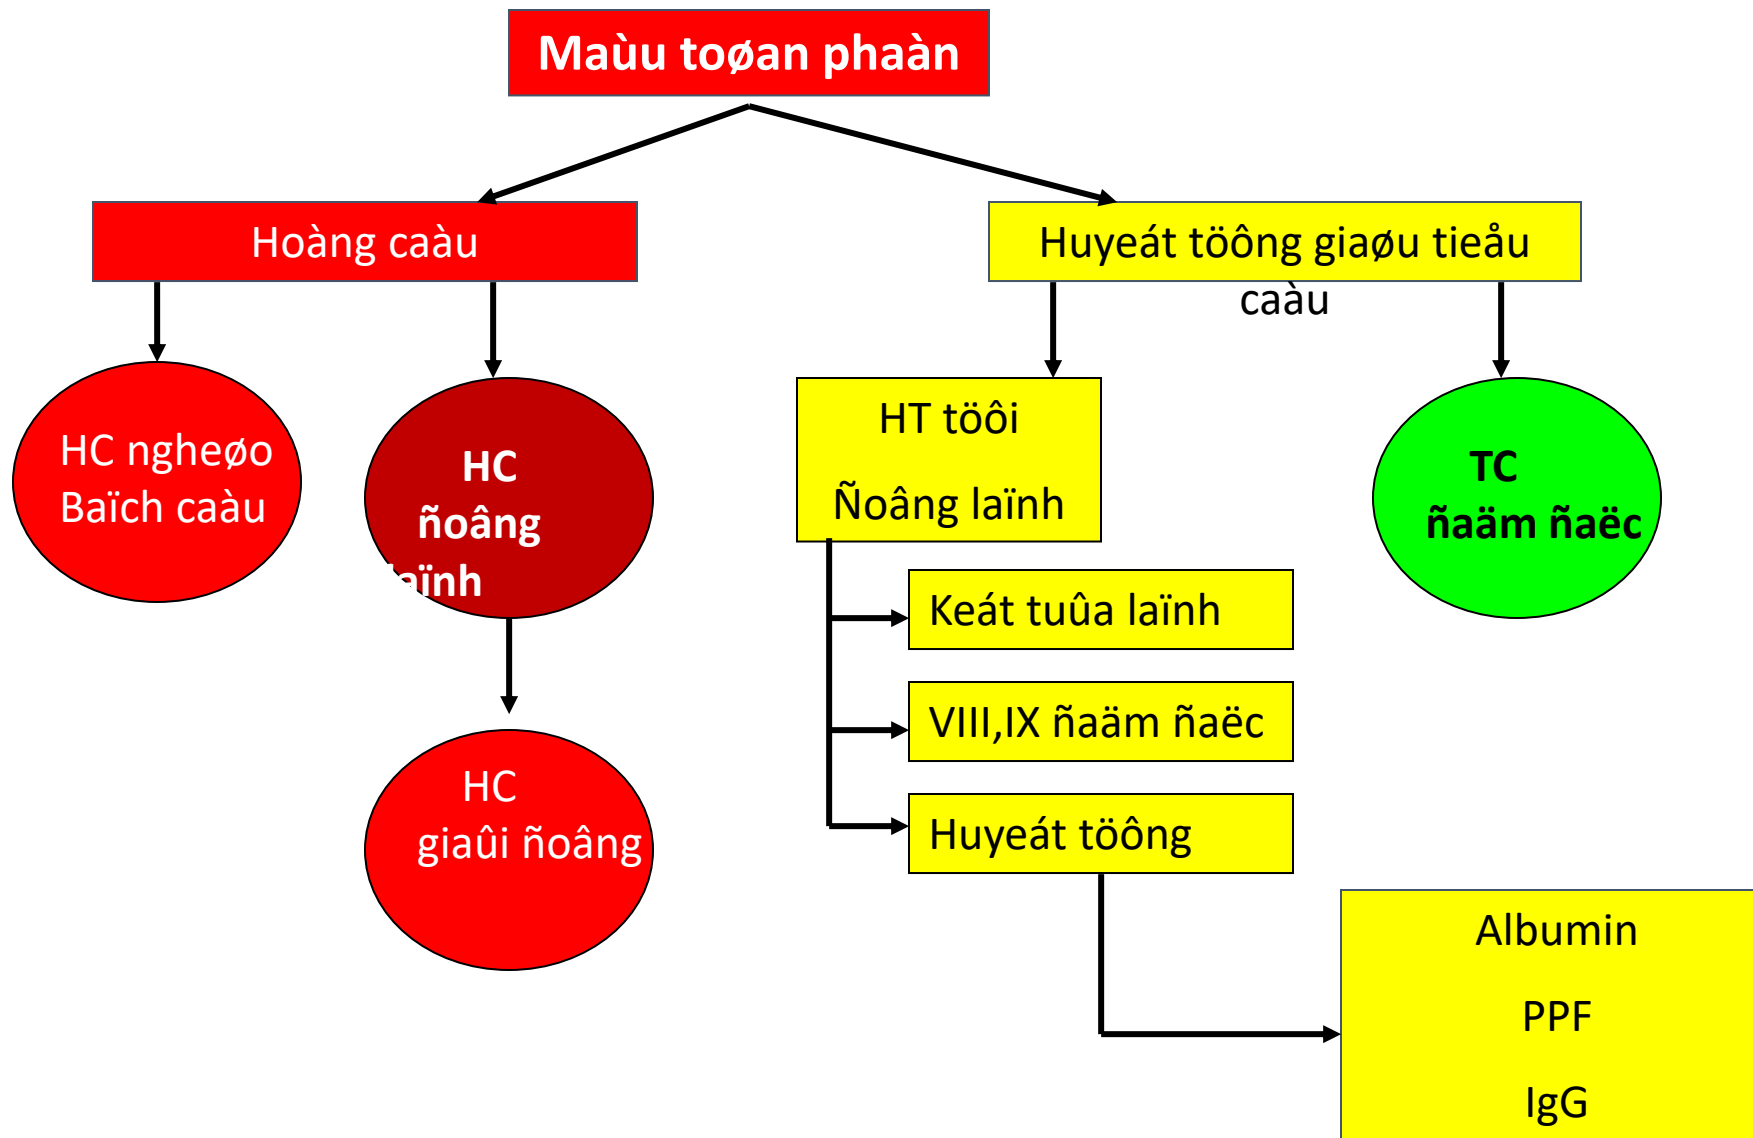 Maùu toøan phaàn
Hoàng caàu
Huyeát töông giaøu tieåu
caàu
HC ngheøo
Baïch caàu
HC
ñoâng
laïnh
HT töôi
Ñoâng laïnh
TC
ñaäm ñaëc
Keát tuûa laïnh
VIII,IX ñaäm ñaëc
Huyeát töông
HC
giaûi ñoâng
Albumin
PPF
IgG